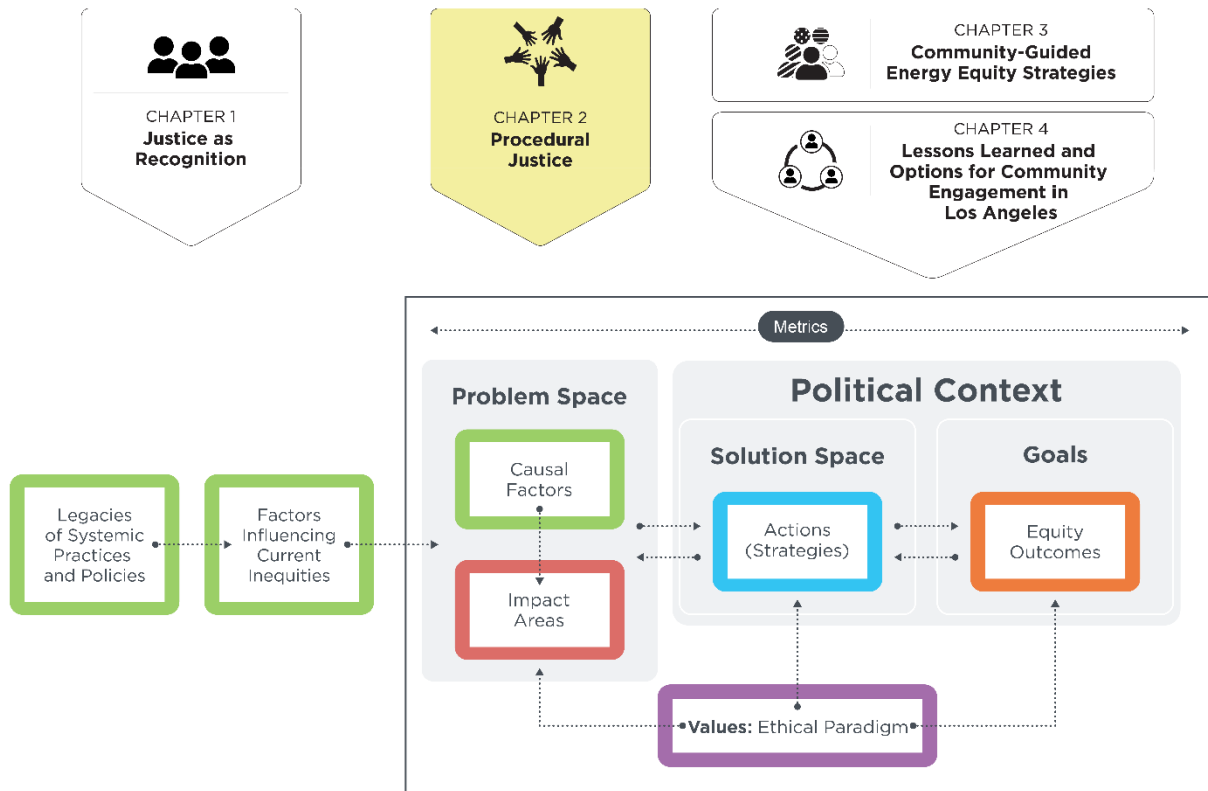 CHAPTER 1
Justice as
Recognition
CHAPTER 2
Procedural
Justice
CHAPTER 3
Community-Guided
Energy Equity Strategies
CHAPTER 4
Lessons Learned and
Options for Community
Engagement in
Los Angeles
Metrics
Problem Space
Political Context
Causal
Factors
Solution Space
Goals
Legacies
of Systemic
Practices
and Policies
Factors
Influencing
Current
Inequities
Actions
(Strategies)
Equity
Outcomes
Impact
Areas
Values: Ethical Paradigm